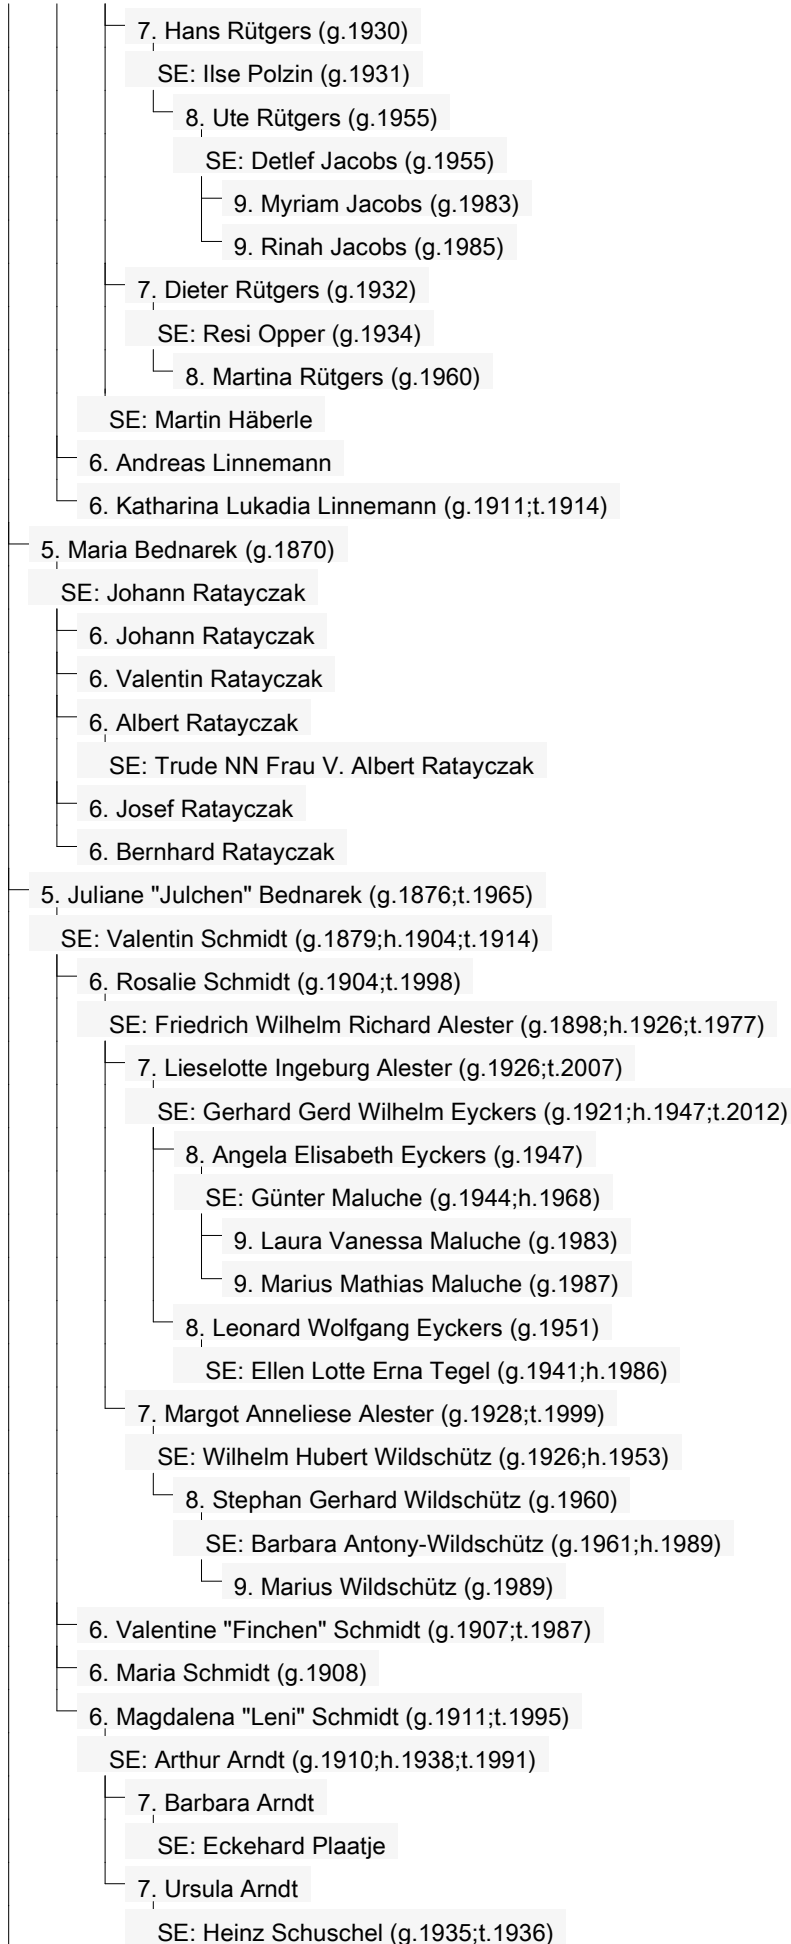 7. Hans Rütgers (g.1930)
SE: Ilse Polzin (g.1931)
8. Ute Rütgers (g.1955)
SE: Detlef Jacobs (g.1955)
9. Myriam Jacobs (g.1983)
9. Rinah Jacobs (g.1985)
7. Dieter Rütgers (g.1932)
SE: Resi Opper (g.1934)
8. Martina Rütgers (g.1960)
SE: Martin Häberle
6. Andreas Linnemann
6. Katharina Lukadia Linnemann (g.1911;t.1914)
5. Maria Bednarek (g.1870)
SE: Johann Ratayczak
6. Johann Ratayczak
6. Valentin Ratayczak
6. Albert Ratayczak
SE: Trude NN Frau V. Albert Ratayczak
6. Josef Ratayczak
6. Bernhard Ratayczak
5. Juliane "Julchen" Bednarek (g.1876;t.1965)
SE: Valentin Schmidt (g.1879;h.1904;t.1914)
6. Rosalie Schmidt (g.1904;t.1998)
SE: Friedrich Wilhelm Richard Alester (g.1898;h.1926;t.1977)
7. Lieselotte Ingeburg Alester (g.1926;t.2007)
SE: Gerhard Gerd Wilhelm Eyckers (g.1921;h.1947;t.2012)
8. Angela Elisabeth Eyckers (g.1947)
SE: Günter Maluche (g.1944;h.1968)
9. Laura Vanessa Maluche (g.1983)
9. Marius Mathias Maluche (g.1987)
8. Leonard Wolfgang Eyckers (g.1951)
SE: Ellen Lotte Erna Tegel (g.1941;h.1986)
7. Margot Anneliese Alester (g.1928;t.1999)
SE: Wilhelm Hubert Wildschütz (g.1926;h.1953)
8. Stephan Gerhard Wildschütz (g.1960)
SE: Barbara Antony-Wildschütz (g.1961;h.1989)
9. Marius Wildschütz (g.1989)
6. Valentine "Finchen" Schmidt (g.1907;t.1987)
6. Maria Schmidt (g.1908)
6. Magdalena "Leni" Schmidt (g.1911;t.1995)
SE: Arthur Arndt (g.1910;h.1938;t.1991)
7. Barbara Arndt
SE: Eckehard Plaatje
7. Ursula Arndt
SE: Heinz Schuschel (g.1935;t.1936)